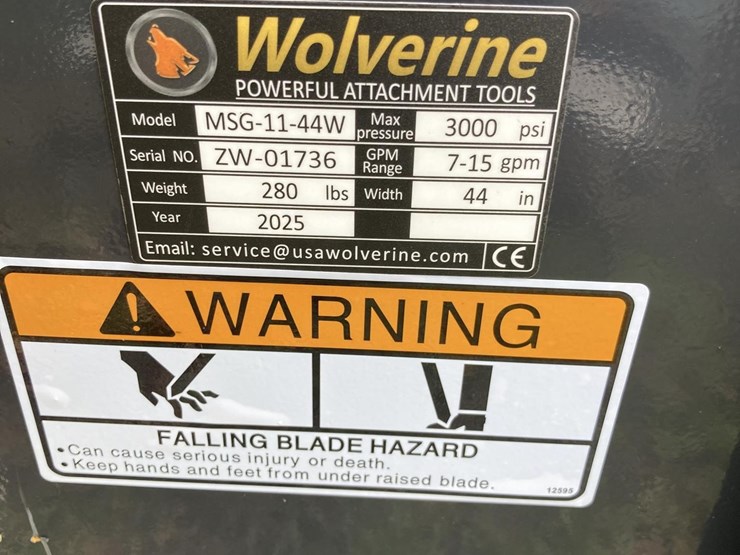 Wolverine
POWERFUL ATTACHMENT TOOLS
Model MSG-11-44W Max pressure 3000 psi
Serial NO. ZW-01736 GPM Range 7-15 gpm
Weight 280 lbs Width 44 in
Year 2025
Email: service@usawolverine.com CE
WARNING
FALLING BLADE HAZARD
• Can cause serious injury or death.
• Keep hands and feet from under raised blade.
12595